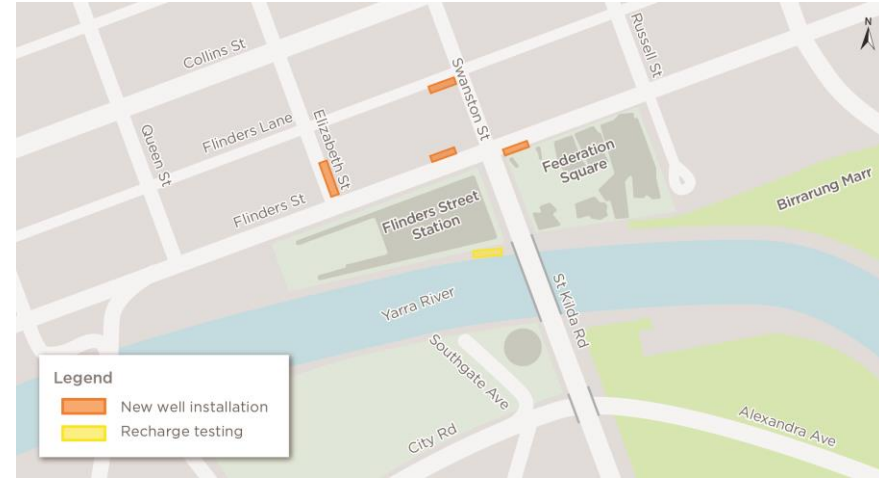 N
Collins St
Swanston St
Russell St
Queen St
Flinders Lane
Elizabeth St
Federation
Square
Flinders St
Flinders Street
Station
Birrarung Marr
Yarra River
St Kilda Rd
Southgate Ave
City Rd
Alexandra Ave
Legend
New well installation
Recharge testing